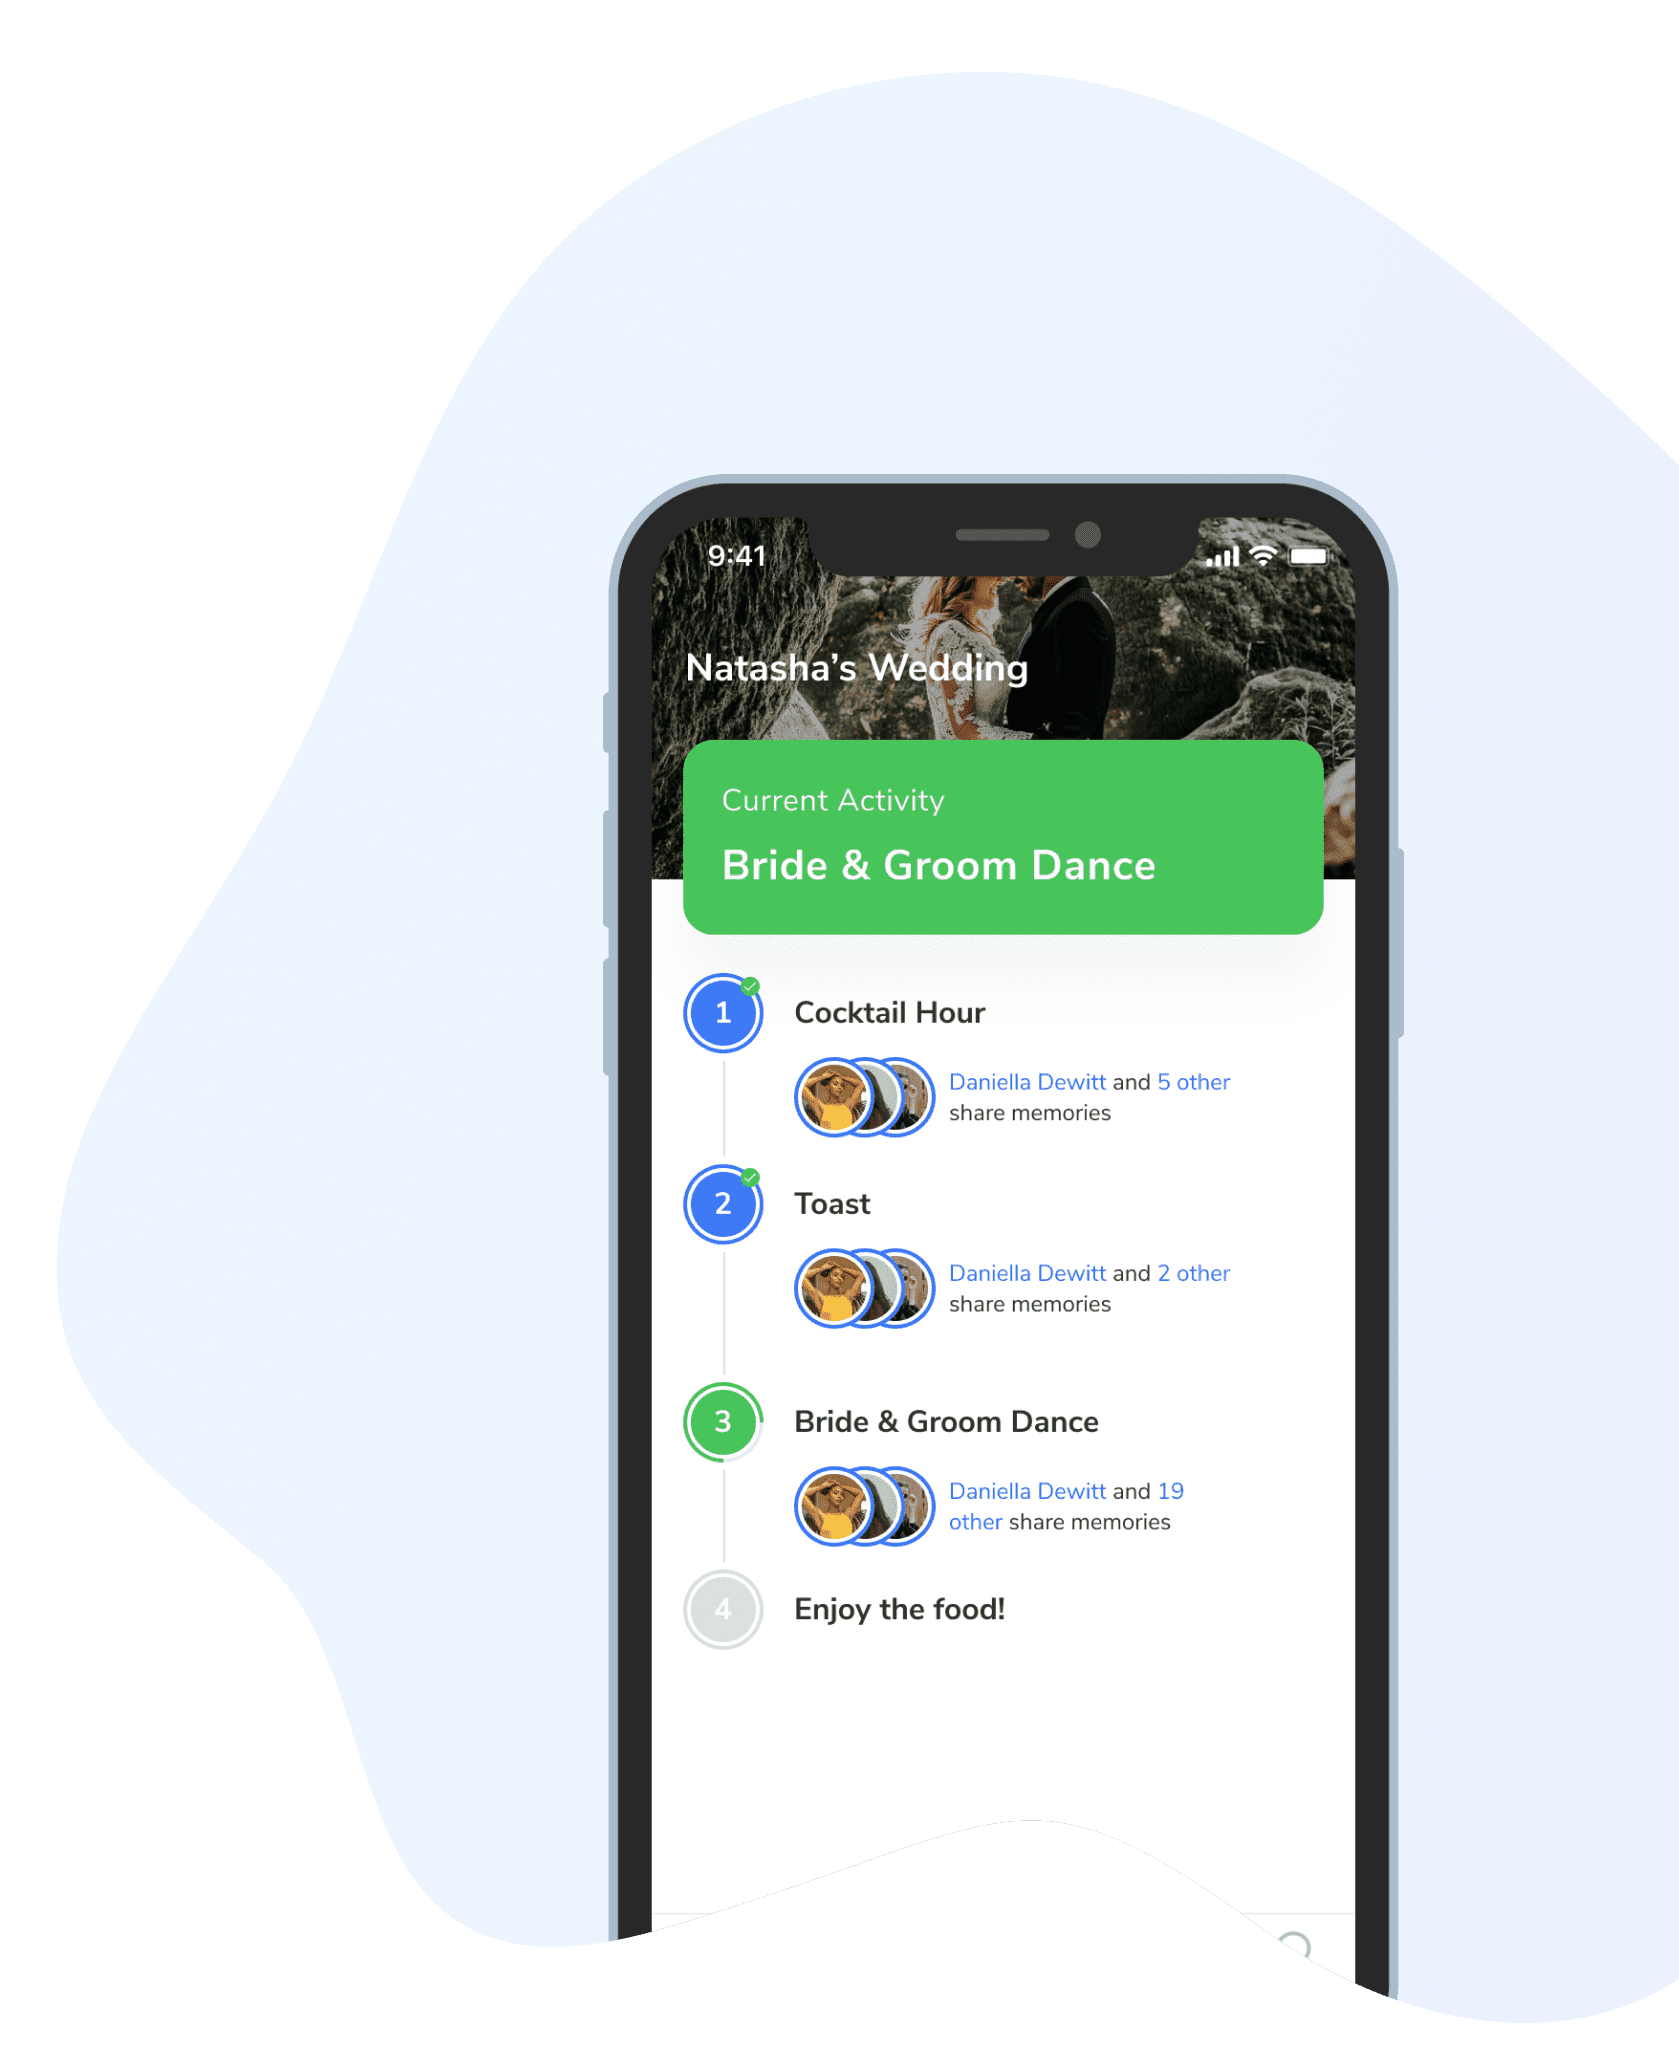 9:41
Natasha’s Wedding
Current Activity
Bride & Groom Dance
1
Cocktail Hour
Daniella Dewitt and 5 other
share memories
2
Toast
Daniella Dewitt and 2 other
share memories
3
Bride & Groom Dance
Daniella Dewitt and 19
other share memories
4
Enjoy the food!